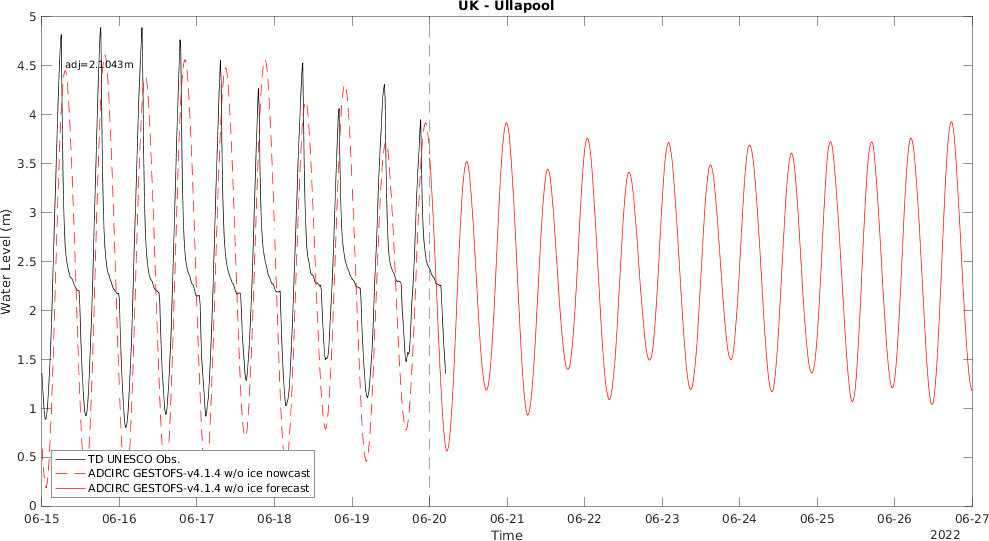 UK - Ullapool
5
4.5
4
3.5
3
2.5
2
1.5
1
0.5
0
Water Level (m)
adj=2.1043m
TD UNESCO Obs.
ADCIRC GESTOFS-v4.1.4 w/o ice nowcast
ADCIRC GESTOFS-v4.1.4 w/o ice forecast
06-15 06-16 06-17 06-18 06-19 06-20 06-21 06-22 06-23 06-24 06-25 06-26 06-27
Time
2022